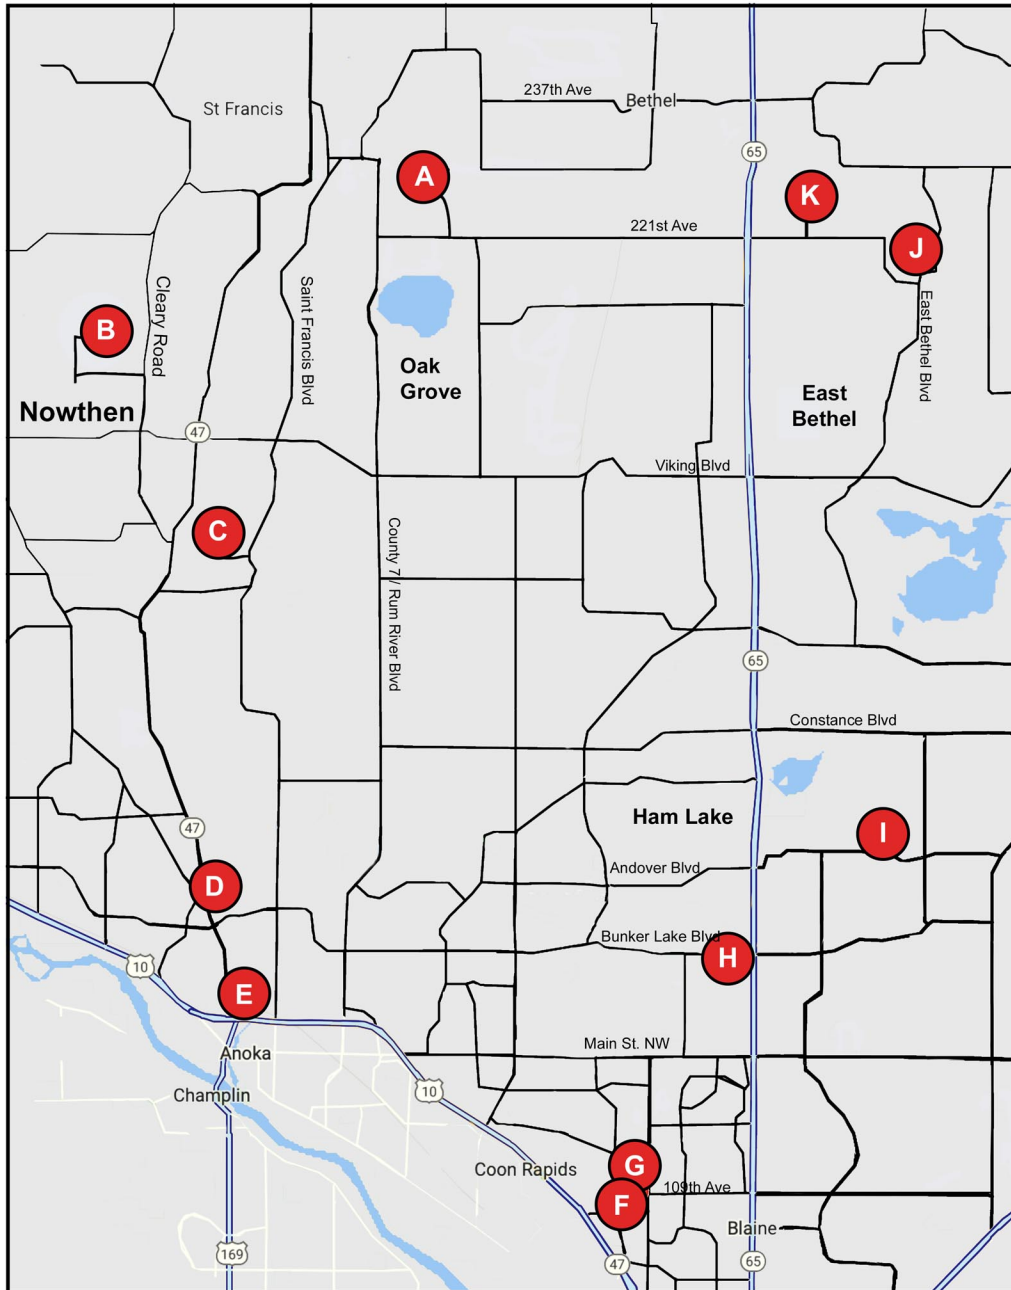 237th Ave
Bethel
St Francis
65
A
K
221st Ave
J
Cleary Road
Saint Francis Blvd
East Bethel Blvd
B
Oak
Grove
East
Bethel
Nowthen
47
Viking Blvd
C
County 7 / Rum River Blvd
65
Constance Blvd
Ham Lake
47
I
Andover Blvd
D
Bunker Lake Blvd
H
10
E
Main St. NW
Anoka
Champlin
10
Coon Rapids
G
109th Ave
F
Blaine
169
47
65